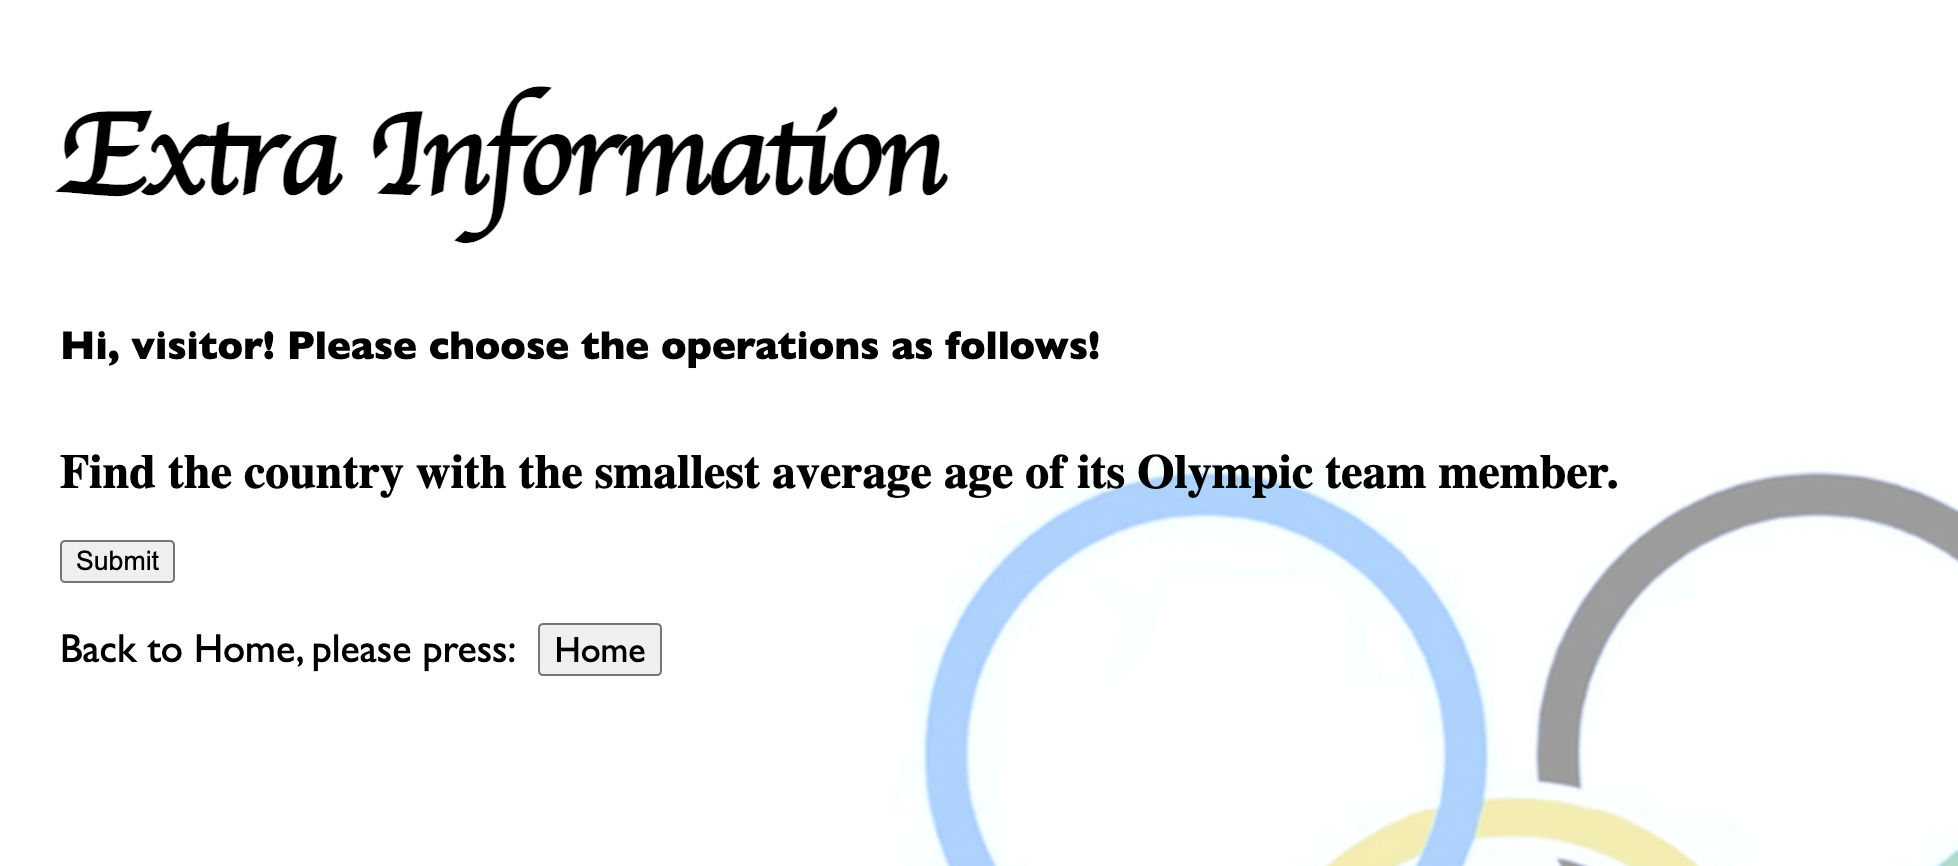 Extra Information
Hi, visitor! Please choose the operations as follows!
Find the country with the smallest average age of its Olympic team member.
Submit
Back to Home, please press: Home